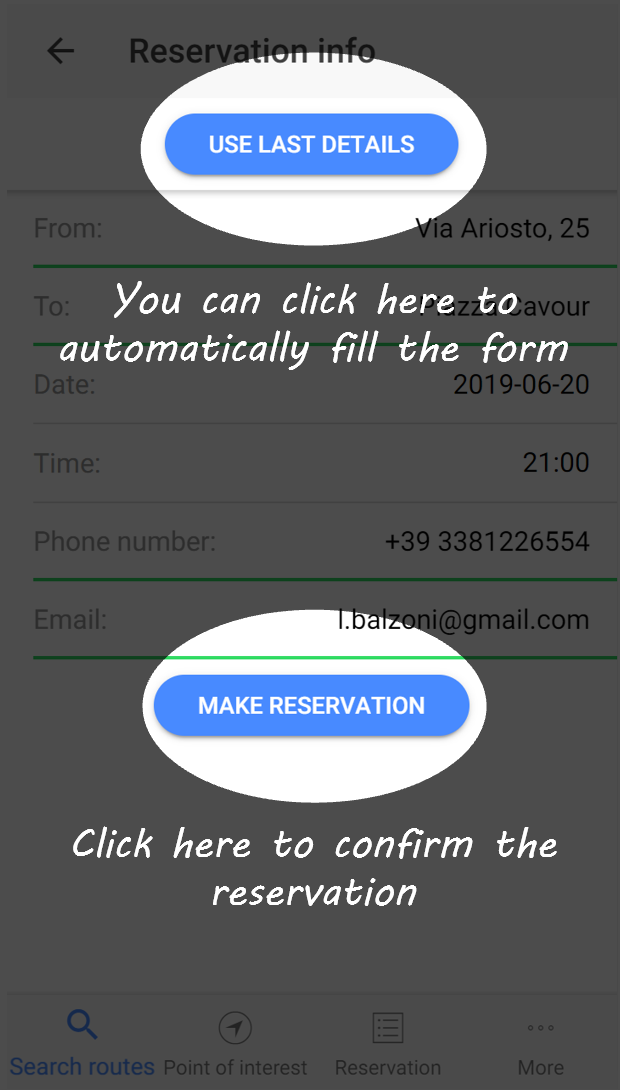 Reservation info
USE LAST DETAILS
From: Via Ariosto, 25
You can click here to
To: Piazza Cavour
automatically fill the form
Date: 2019-06-20
Time: 21:00
Phone number: +39 3381226554
Email: l.balzoni@gmail.com
MAKE RESERVATION
Click here to confirm the
reservation
Search routes Point of interest Reservation More